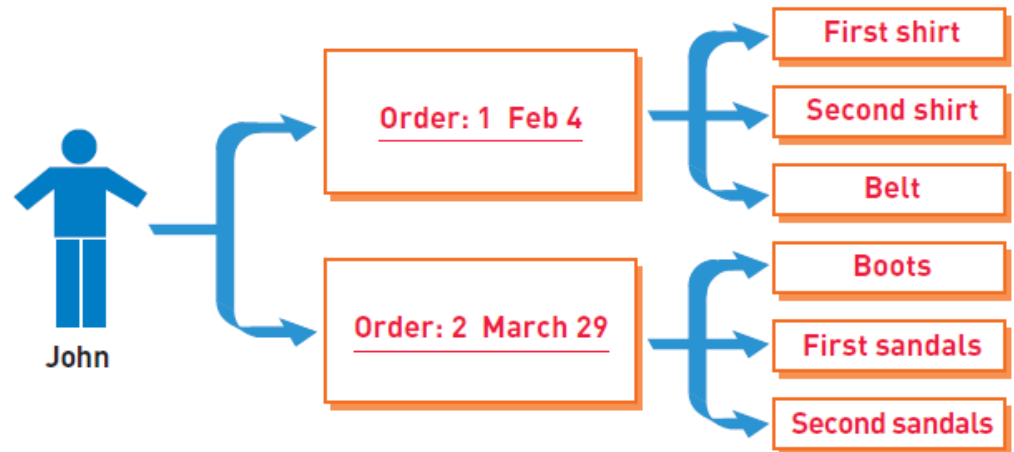 John
Order: 1 Feb 4
First shirt
Second shirt
Belt
Order: 2 March 29
Boots
First sandals
Second sandals